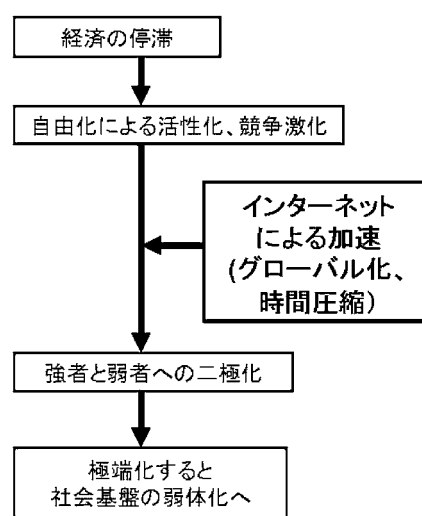 経済の停滞
自由化による活性化、競争激化
インターネット
による加速
(グローバル化、
時間圧縮)
強者と弱者への二極化
極端化すると
社会基盤の弱体化へ